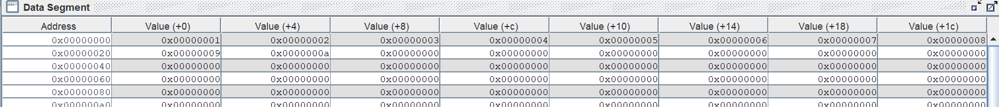 Data Segment
Address Value (+0) Value (+4) Value (+8) Value (+c) Value (+10) Value (+14) Value (+18) Value (+1c)
0x00000000 0x00000001 0x00000002 0x00000003 0x00000004 0x00000005 0x00000006 0x00000007 0x00000008
0x00000020 0x00000009 0x0000000a 0x00000000 0x00000000 0x00000000 0x00000000 0x00000000 0x00000000
0x00000040 0x00000000 0x00000000 0x00000000 0x00000000 0x00000000 0x00000000 0x00000000 0x00000000
0x00000060 0x00000000 0x00000000 0x00000000 0x00000000 0x00000000 0x00000000 0x00000000 0x00000000
0x00000080 0x00000000 0x00000000 0x00000000 0x00000000 0x00000000 0x00000000 0x00000000 0x00000000
0x000000a0 0x00000000 0x00000000 0x00000000 0x00000000 0x00000000 0x00000000 0x00000000 0x00000000